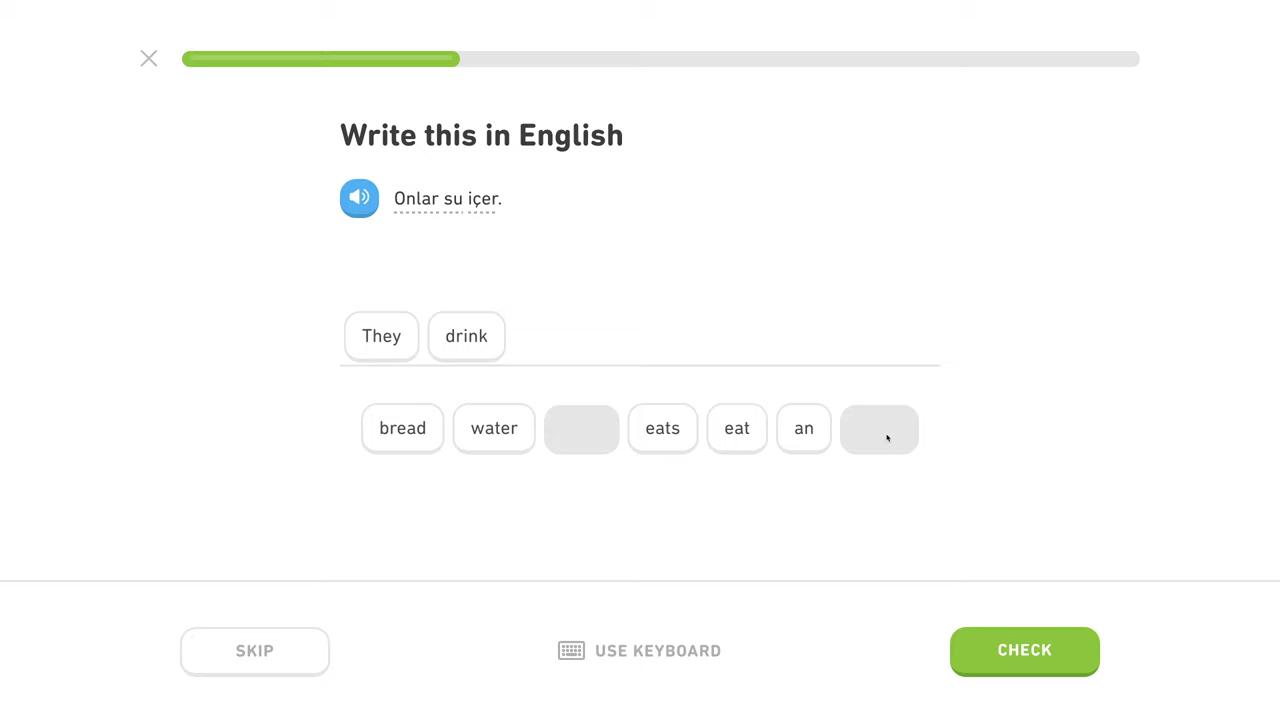 Write this in English
Onlar su içer.
They drink
bread water eats eat an
SKIP USE KEYBOARD CHECK